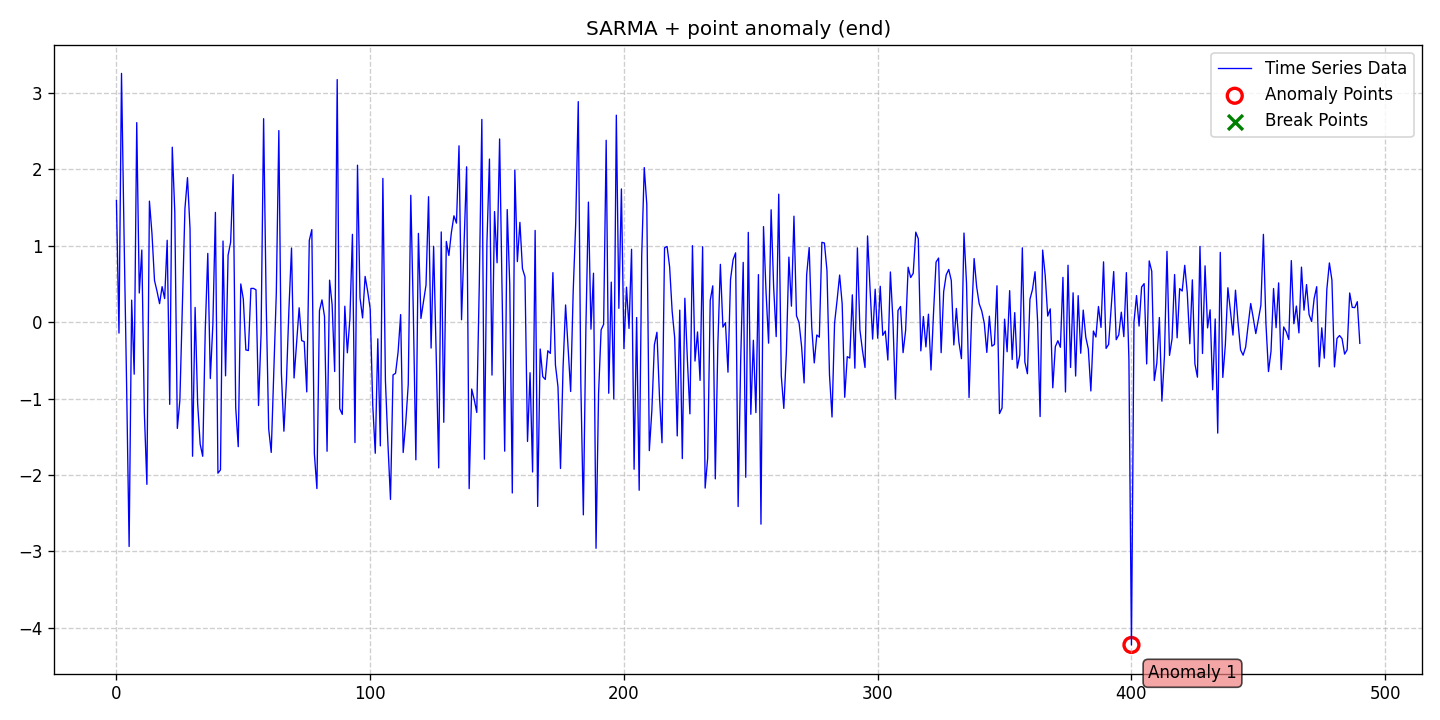 SARMA + point anomaly (end)
Time Series Data
Anomaly Points
Break Points
3
2
1
0
−1
−2
−3
−4
Anomaly 1
0 100 200 300 400 500